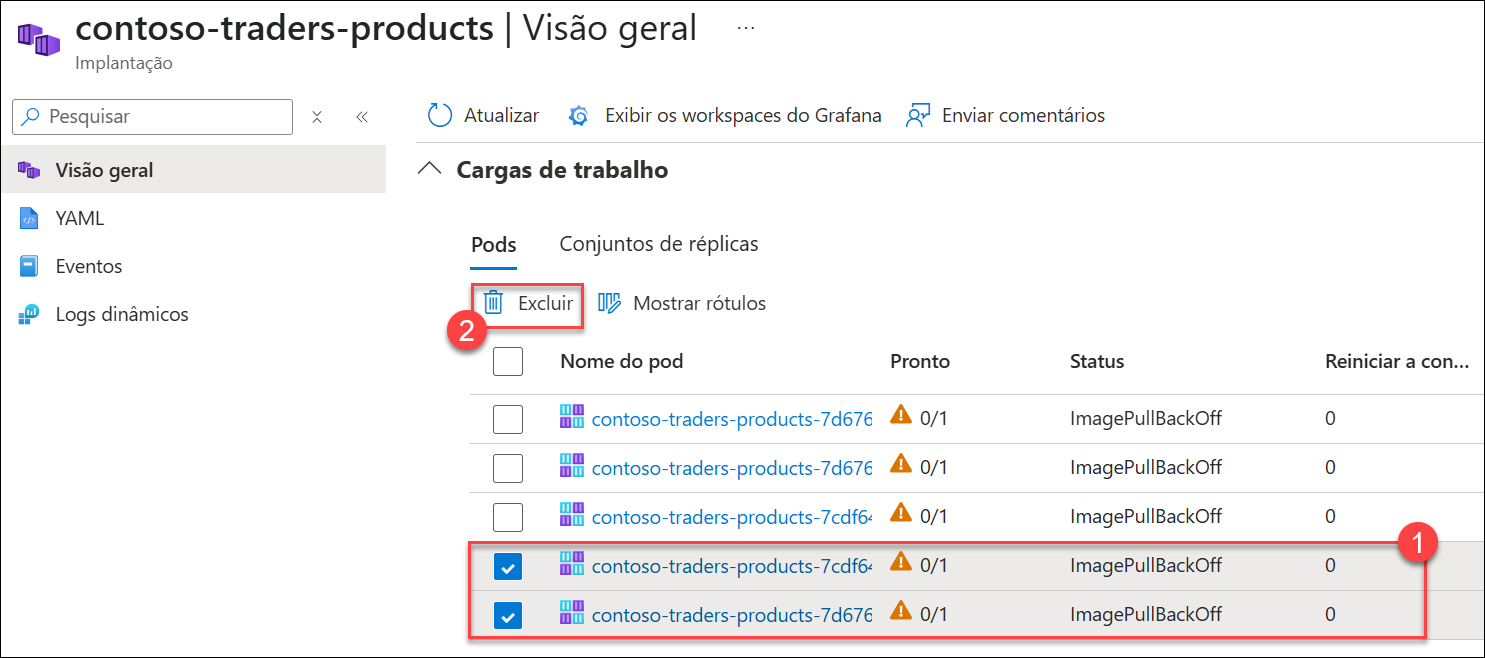 contoso-traders-products | Visão geral ...
Implantação
Pesquisar
Atualizar Exibir os workspaces do Grafana Enviar comentários
Visão geral
YAML
Eventos
Logs dinâmicos
Cargas de trabalho
Pods Conjuntos de réplicas
Excluir Mostrar rótulos
2
Nome do pod Pronto Status Reiniciar a con...
contoso-traders-products-7d676 0/1 ImagePullBackOff 0
contoso-traders-products-7d676 0/1 ImagePullBackOff 0
contoso-traders-products-7cdf64 0/1 ImagePullBackOff 0
1
contoso-traders-products-7cdf64 0/1 ImagePullBackOff 0
contoso-traders-products-7d676 0/1 ImagePullBackOff 0